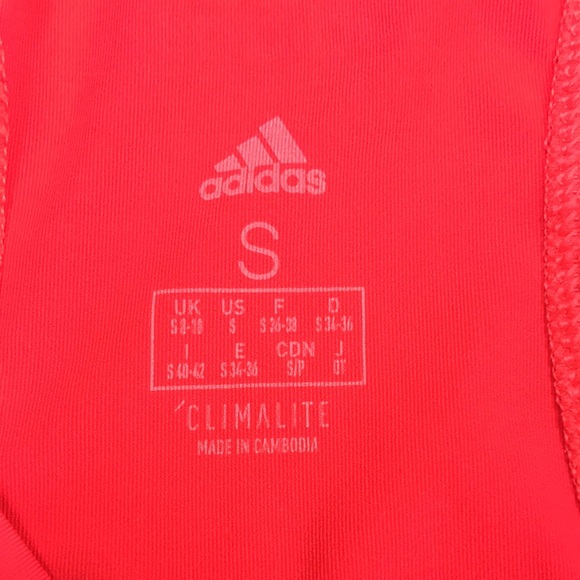 adidas
S
UK US F D
S 8-10 S S 36-38 S 34-36
I E CDN J
S 40-42 S 34-36 S/P OT
CLIMALITE
MADE IN CAMBODIA